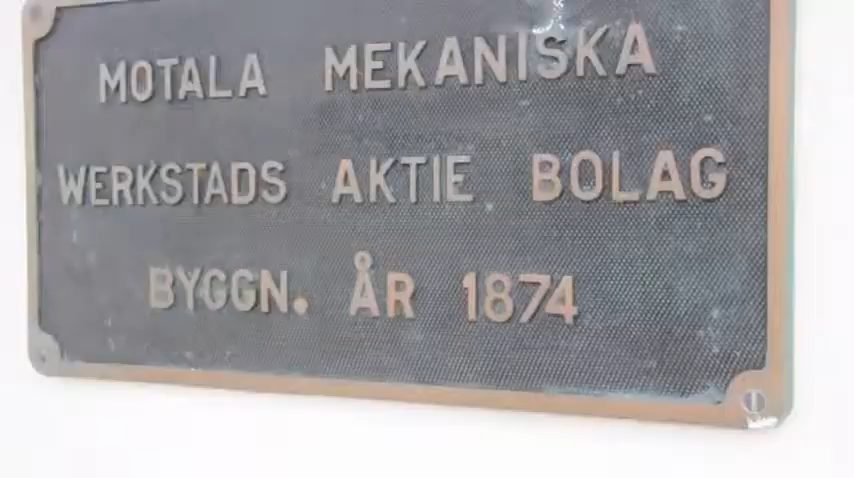 MOTALA MEKANISKA
WERKSTADS AKTIE BOLAG
BYGGN. ÅR 1874